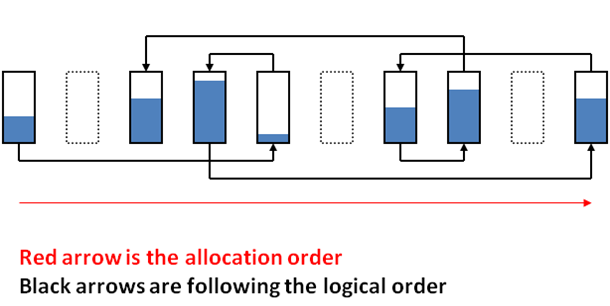 Red arrow is the allocation order
Black arrows are following the logical order